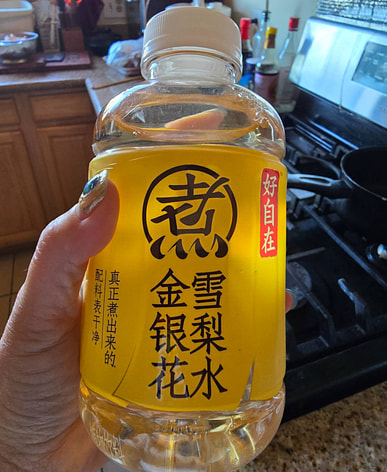 煮
好自在
雪梨水
金银花
真正煮出来的,
配料表干净